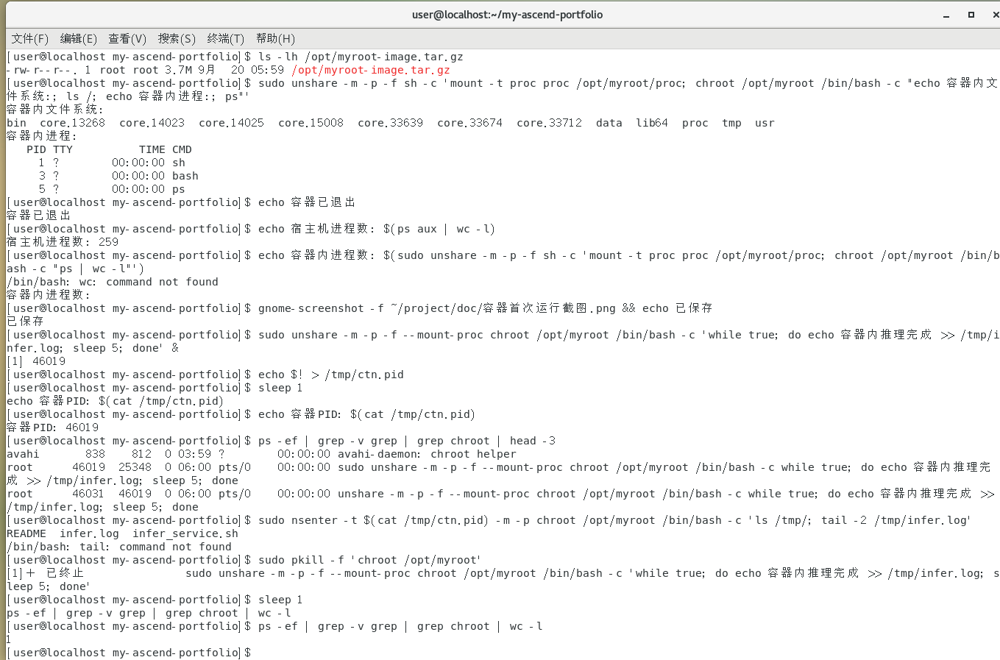 user@localhost:~/my-ascend-portfolio
文件(F) 编辑(E) 查看(V) 搜索(S) 终端(T) 帮助(H)
[user@localhost my-ascend-portfolio]$ ls -lh /opt/myroot-image.tar.gz
-rw-r--r--. 1 root root 3.7M 9月  20 05:59 /opt/myroot-image.tar.gz
[user@localhost my-ascend-portfolio]$ sudo unshare -m -p -f sh -c 'mount -t proc proc /opt/myroot/proc; chroot /opt/myroot /bin/bash -c "echo 容器内文
件系统:; ls /; echo 容器内进程:; ps"'
容器内文件系统:
bin  core.13268  core.14023  core.14025  core.15008  core.33639  core.33674  core.33712  data  lib64  proc  tmp  usr
容器内进程:
   PID TTY          TIME CMD
     1 ?        00:00:00 sh
     3 ?        00:00:00 bash
     5 ?        00:00:00 ps
[user@localhost my-ascend-portfolio]$ echo 容器已退出
容器已退出
[user@localhost my-ascend-portfolio]$ echo 宿主机进程数: $(ps aux | wc -l)
宿主机进程数: 259
[user@localhost my-ascend-portfolio]$ echo 容器内进程数: $(sudo unshare -m -p -f sh -c 'mount -t proc proc /opt/myroot/proc; chroot /opt/myroot /bin/b
ash -c "ps | wc -l"')
/bin/bash: wc: command not found
容器内进程数:
[user@localhost my-ascend-portfolio]$ gnome-screenshot -f ~/project/doc/容器首次运行截图.png && echo 已保存
已保存
[user@localhost my-ascend-portfolio]$ sudo unshare -m -p -f --mount-proc chroot /opt/myroot /bin/bash -c 'while true; do echo 容器内推理完成 >> /tmp/i
nfer.log; sleep 5; done' &
[1] 46019
[user@localhost my-ascend-portfolio]$ echo $! > /tmp/ctn.pid
[user@localhost my-ascend-portfolio]$ sleep 1
echo 容器PID: $(cat /tmp/ctn.pid)
[user@localhost my-ascend-portfolio]$ echo 容器PID: $(cat /tmp/ctn.pid)
容器PID: 46019
[user@localhost my-ascend-portfolio]$ ps -ef | grep -v grep | grep chroot | head -3
avahi       838    812  0 03:59 ?        00:00:00 avahi-daemon: chroot helper
root      46019  25348  0 06:00 pts/0    00:00:00 sudo unshare -m -p -f --mount-proc chroot /opt/myroot /bin/bash -c while true; do echo 容器内推理完
成 >> /tmp/infer.log; sleep 5; done
root      46031  46019  0 06:00 pts/0    00:00:00 unshare -m -p -f --mount-proc chroot /opt/myroot /bin/bash -c while true; do echo 容器内推理完成 >>
/tmp/infer.log; sleep 5; done
[user@localhost my-ascend-portfolio]$ sudo nsenter -t $(cat /tmp/ctn.pid) -m -p chroot /opt/myroot /bin/bash -c 'ls /tmp/; tail -2 /tmp/infer.log'
README  infer.log  infer_service.sh
/bin/bash: tail: command not found
[user@localhost my-ascend-portfolio]$ sudo pkill -f 'chroot /opt/myroot'
[1]+  已终止               sudo unshare -m -p -f --mount-proc chroot /opt/myroot /bin/bash -c 'while true; do echo 容器内推理完成 >> /tmp/infer.log; s
leep 5; done'
[user@localhost my-ascend-portfolio]$ sleep 1
ps -ef | grep -v grep | grep chroot | wc -l
[user@localhost my-ascend-portfolio]$ ps -ef | grep -v grep | grep chroot | wc -l
1
[user@localhost my-ascend-portfolio]$